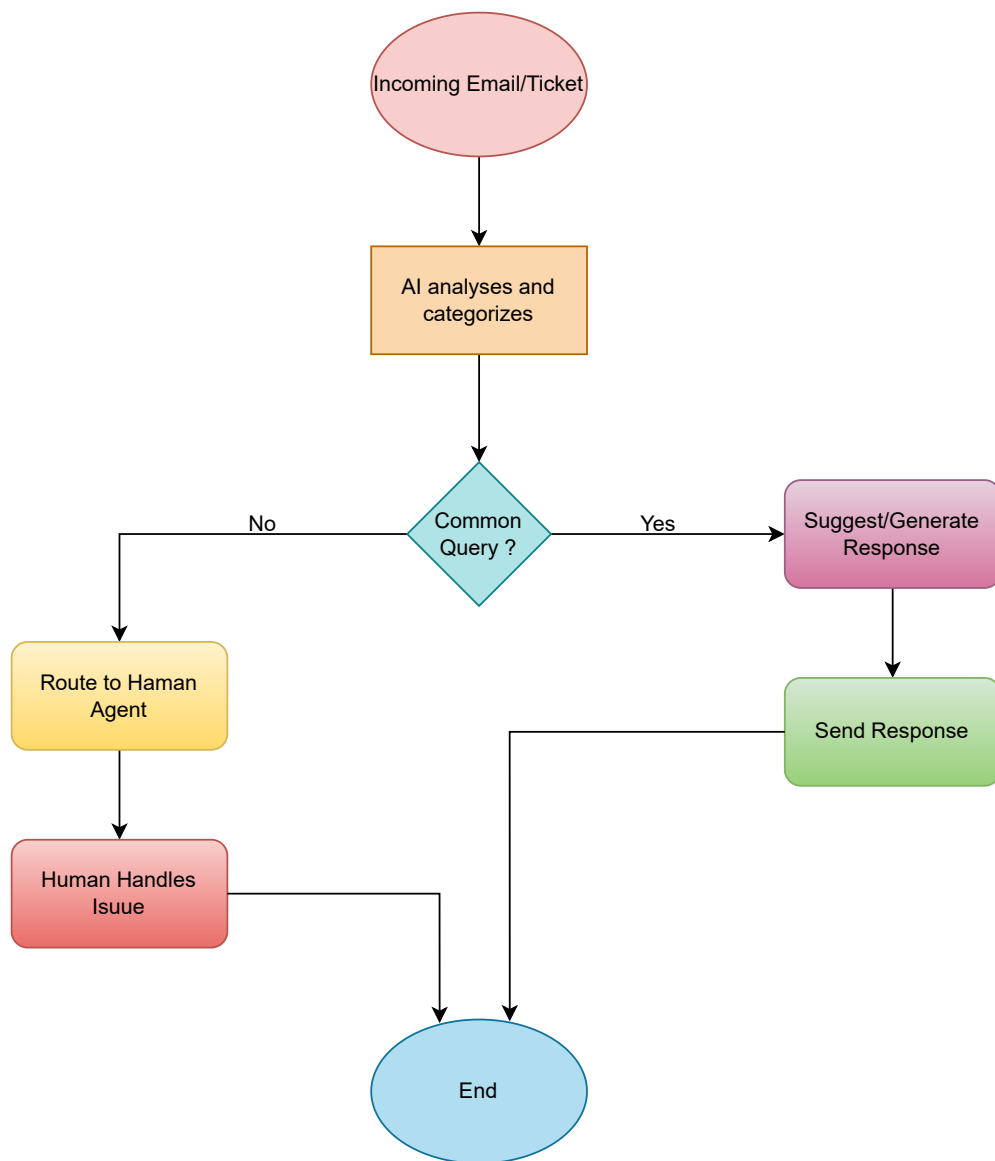 Incoming Email/Ticket
AI analyses and
categorizes
Common
Query ?
No
Yes
Suggest/Generate
Response
Route to Haman
Agent
Send Response
Human Handles
Isuue
End